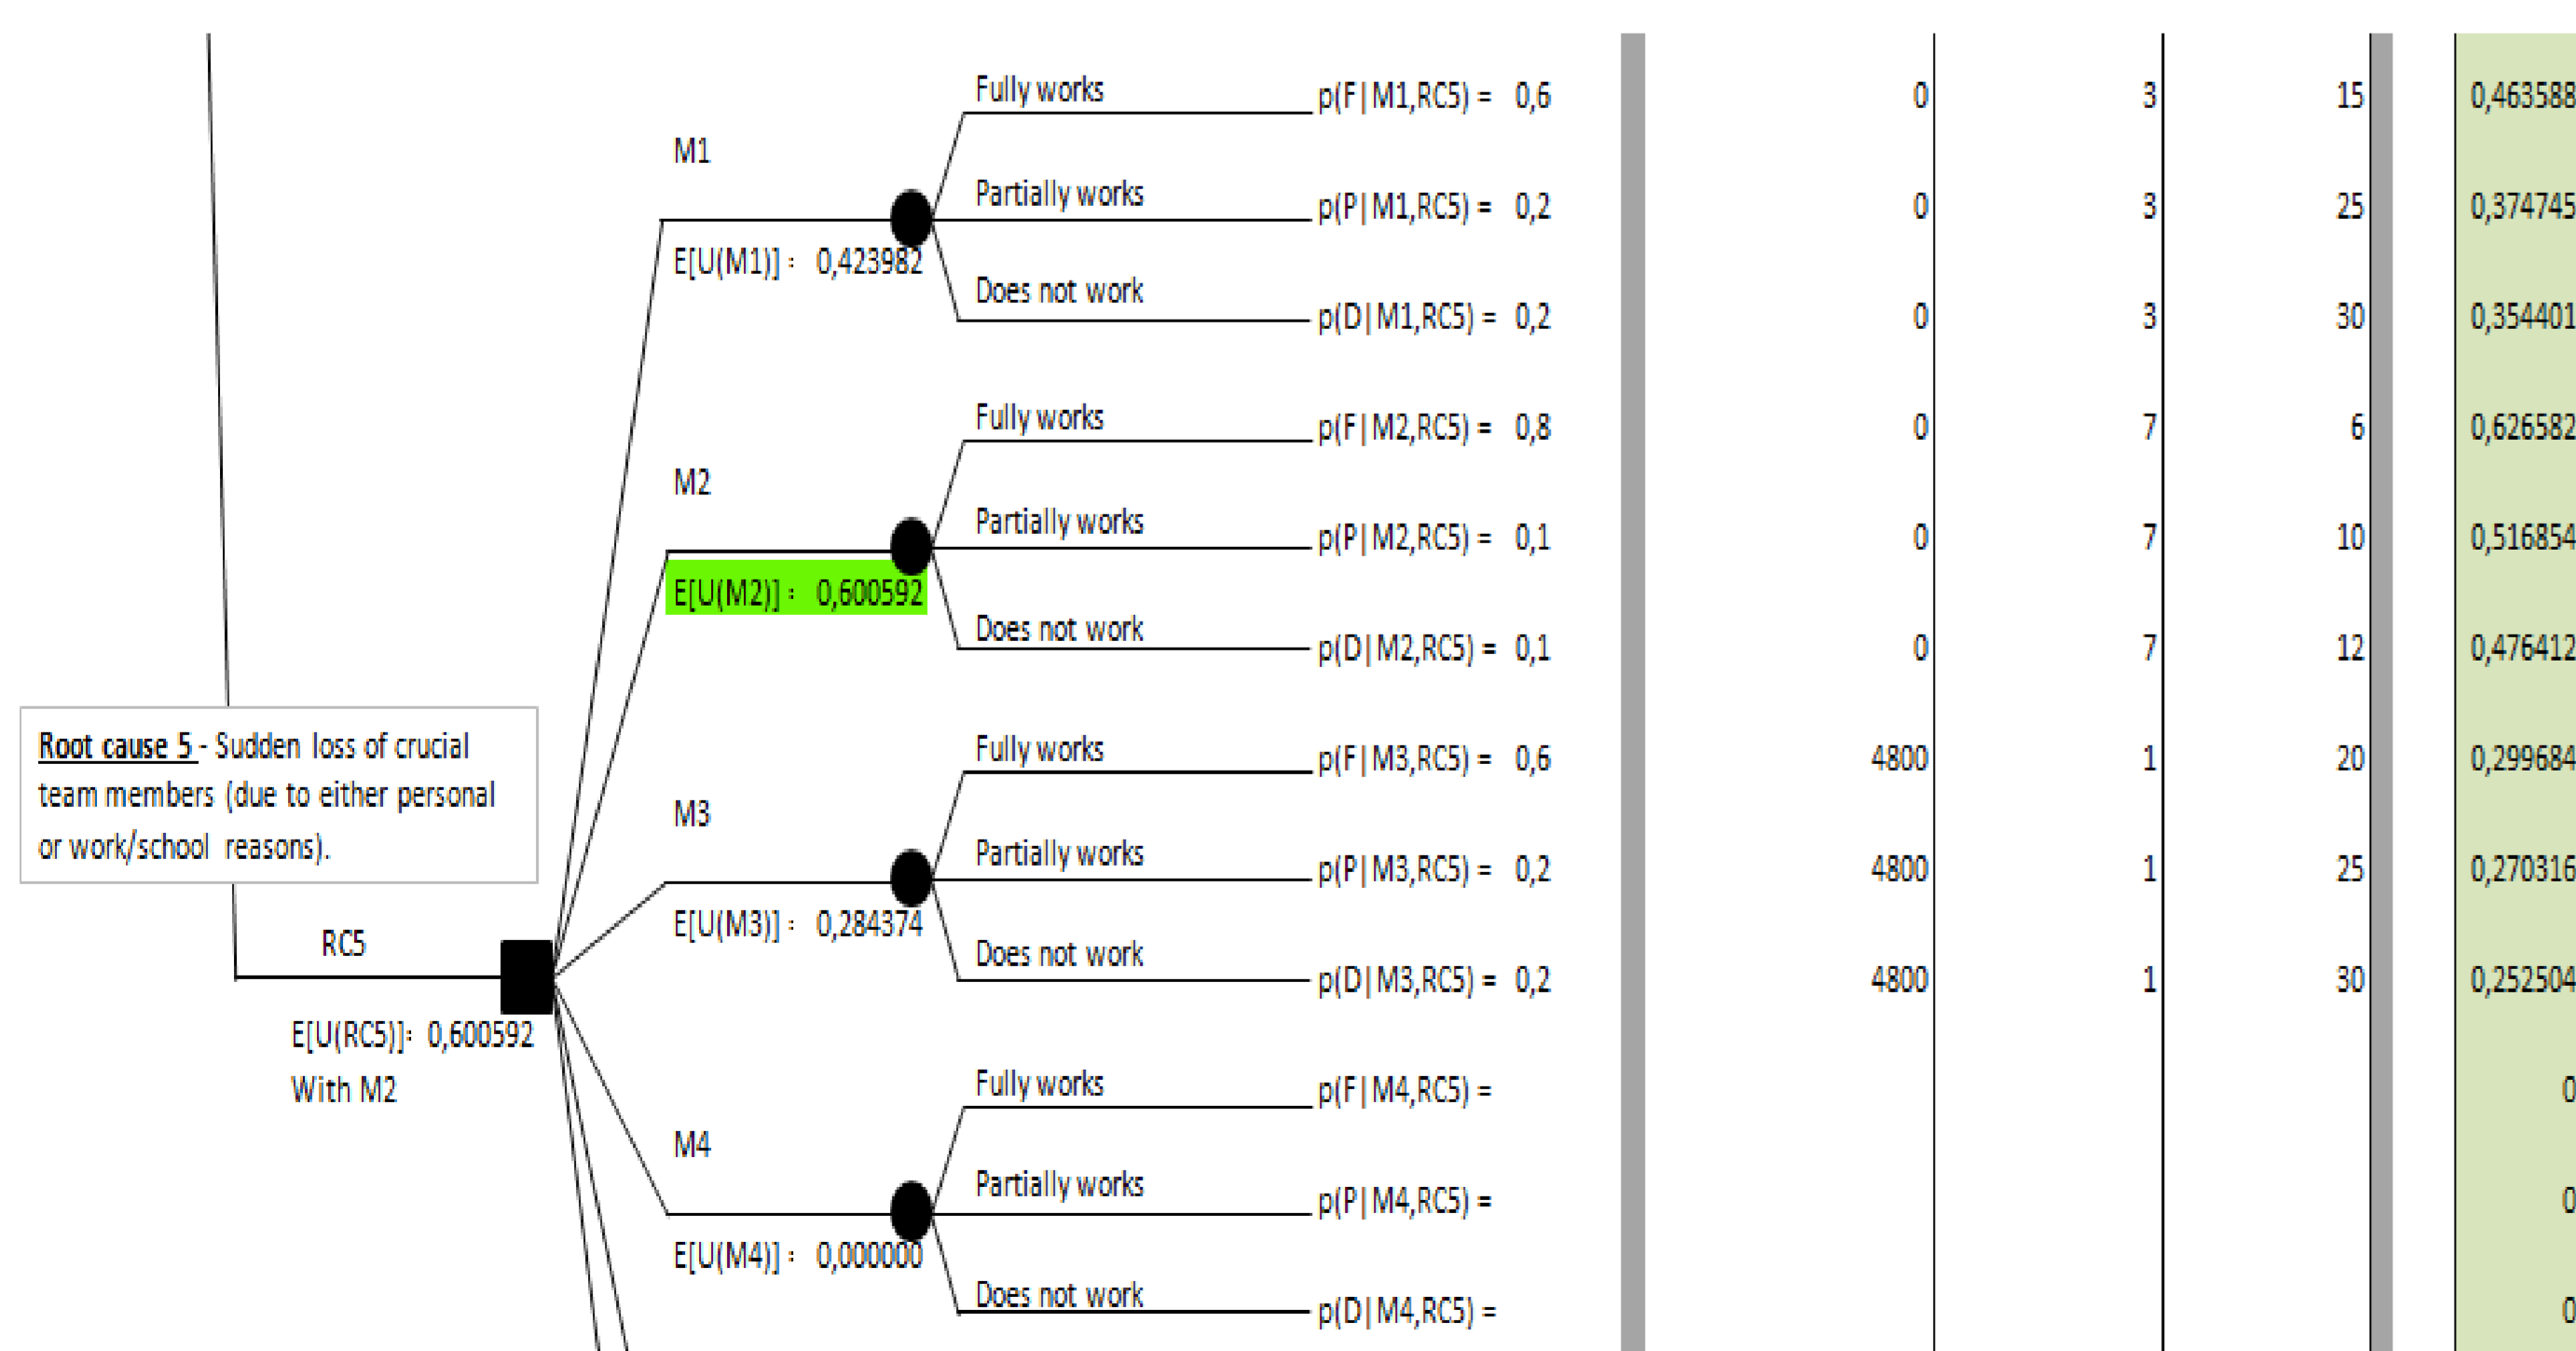 Fully works p(F|M1,RC5) = 0,6 0 3 15 0,463588
M1
Partially works p(P|M1,RC5) = 0,2 0 3 25 0,374745
E[U(M1)] : 0,423982
Does not work p(D|M1,RC5) = 0,2 0 3 30 0,354401
Fully works p(F|M2,RC5) = 0,8 0 7 6 0,626582
M2
Partially works p(P|M2,RC5) = 0,1 0 7 10 0,516854
E[U(M2)] : 0,600592
Does not work p(D|M2,RC5) = 0,1 0 7 12 0,476412
Root cause 5 - Sudden loss of crucial
team members (due to either personal
or work/school reasons).
Fully works p(F|M3,RC5) = 0,6 4800 1 20 0,299684
M3
Partially works p(P|M3,RC5) = 0,2 4800 1 25 0,270316
E[U(M3)] : 0,284374
Does not work p(D|M3,RC5) = 0,2 4800 1 30 0,252504
RC5
E[U(RC5)]: 0,600592
With M2
Fully works p(F|M4,RC5) = 0
M4
Partially works p(P|M4,RC5) = 0
E[U(M4)] : 0,000000
Does not work p(D|M4,RC5) = 0